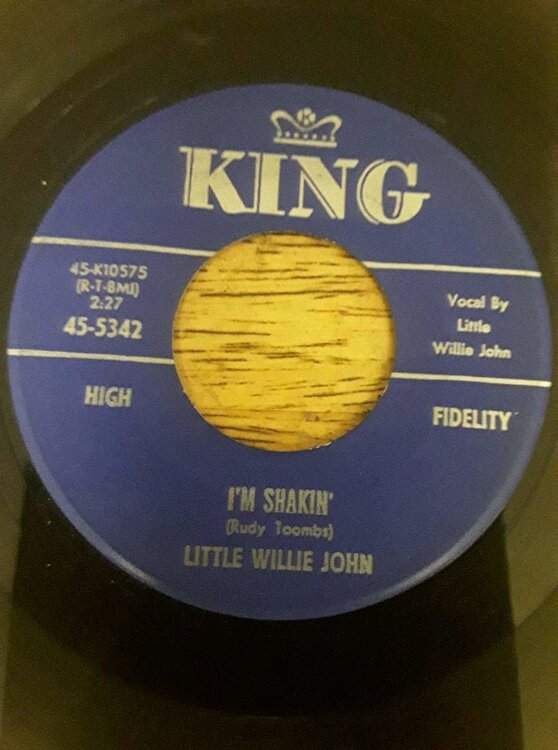 K
KING
45-K10575
(R-T-BMI)
2:27
45-5342
Vocal By
Little
Willie John
HIGH
FIDELITY
I'M SHAKIN'
(Rudy Toombs)
LITTLE WILLIE JOHN